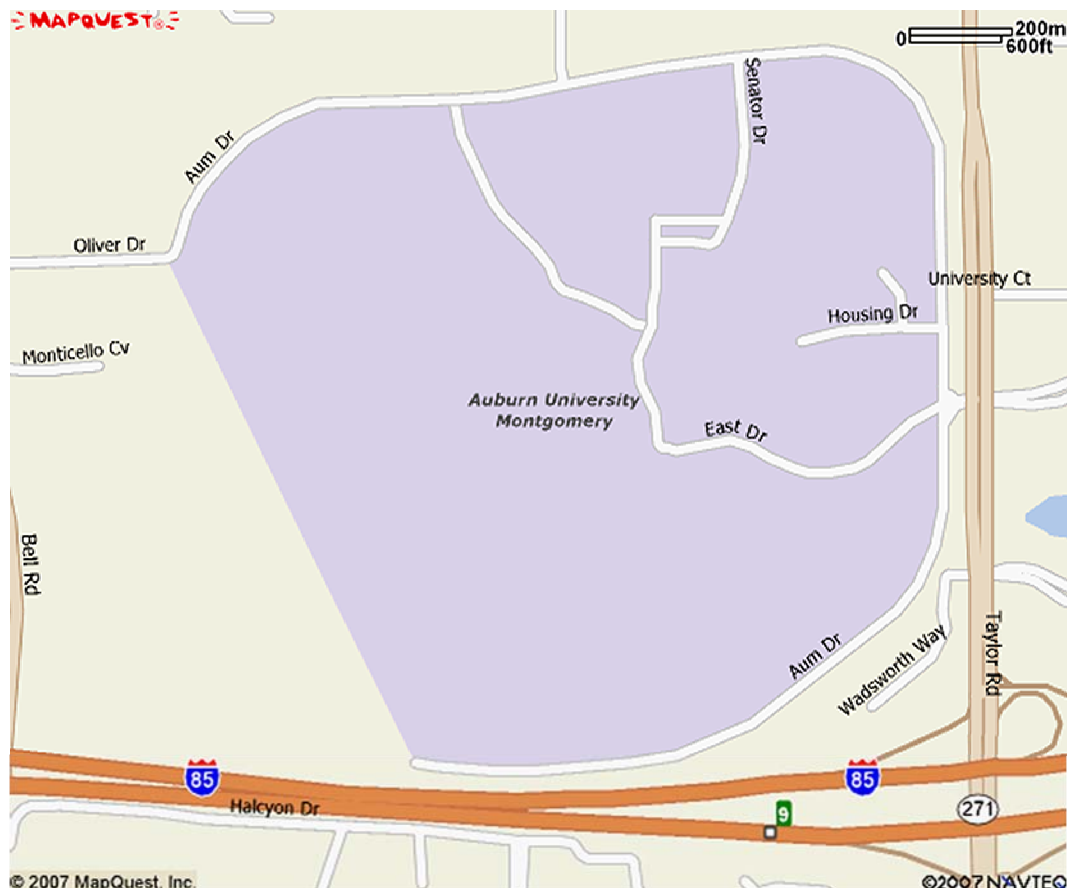 MAPQUEST®
0
200m
600ft
Senator Dr
Aum Dr
Oliver Dr
University Ct
Housing Dr
Monticello Cv
Auburn University
Montgomery
East Dr
Bell Rd
Taylor Rd
Aum Dr
Wadsworth Way
85
85
Halcyon Dr
9
271
© 2007 MapQuest, Inc.
©2007 NAVTEQ